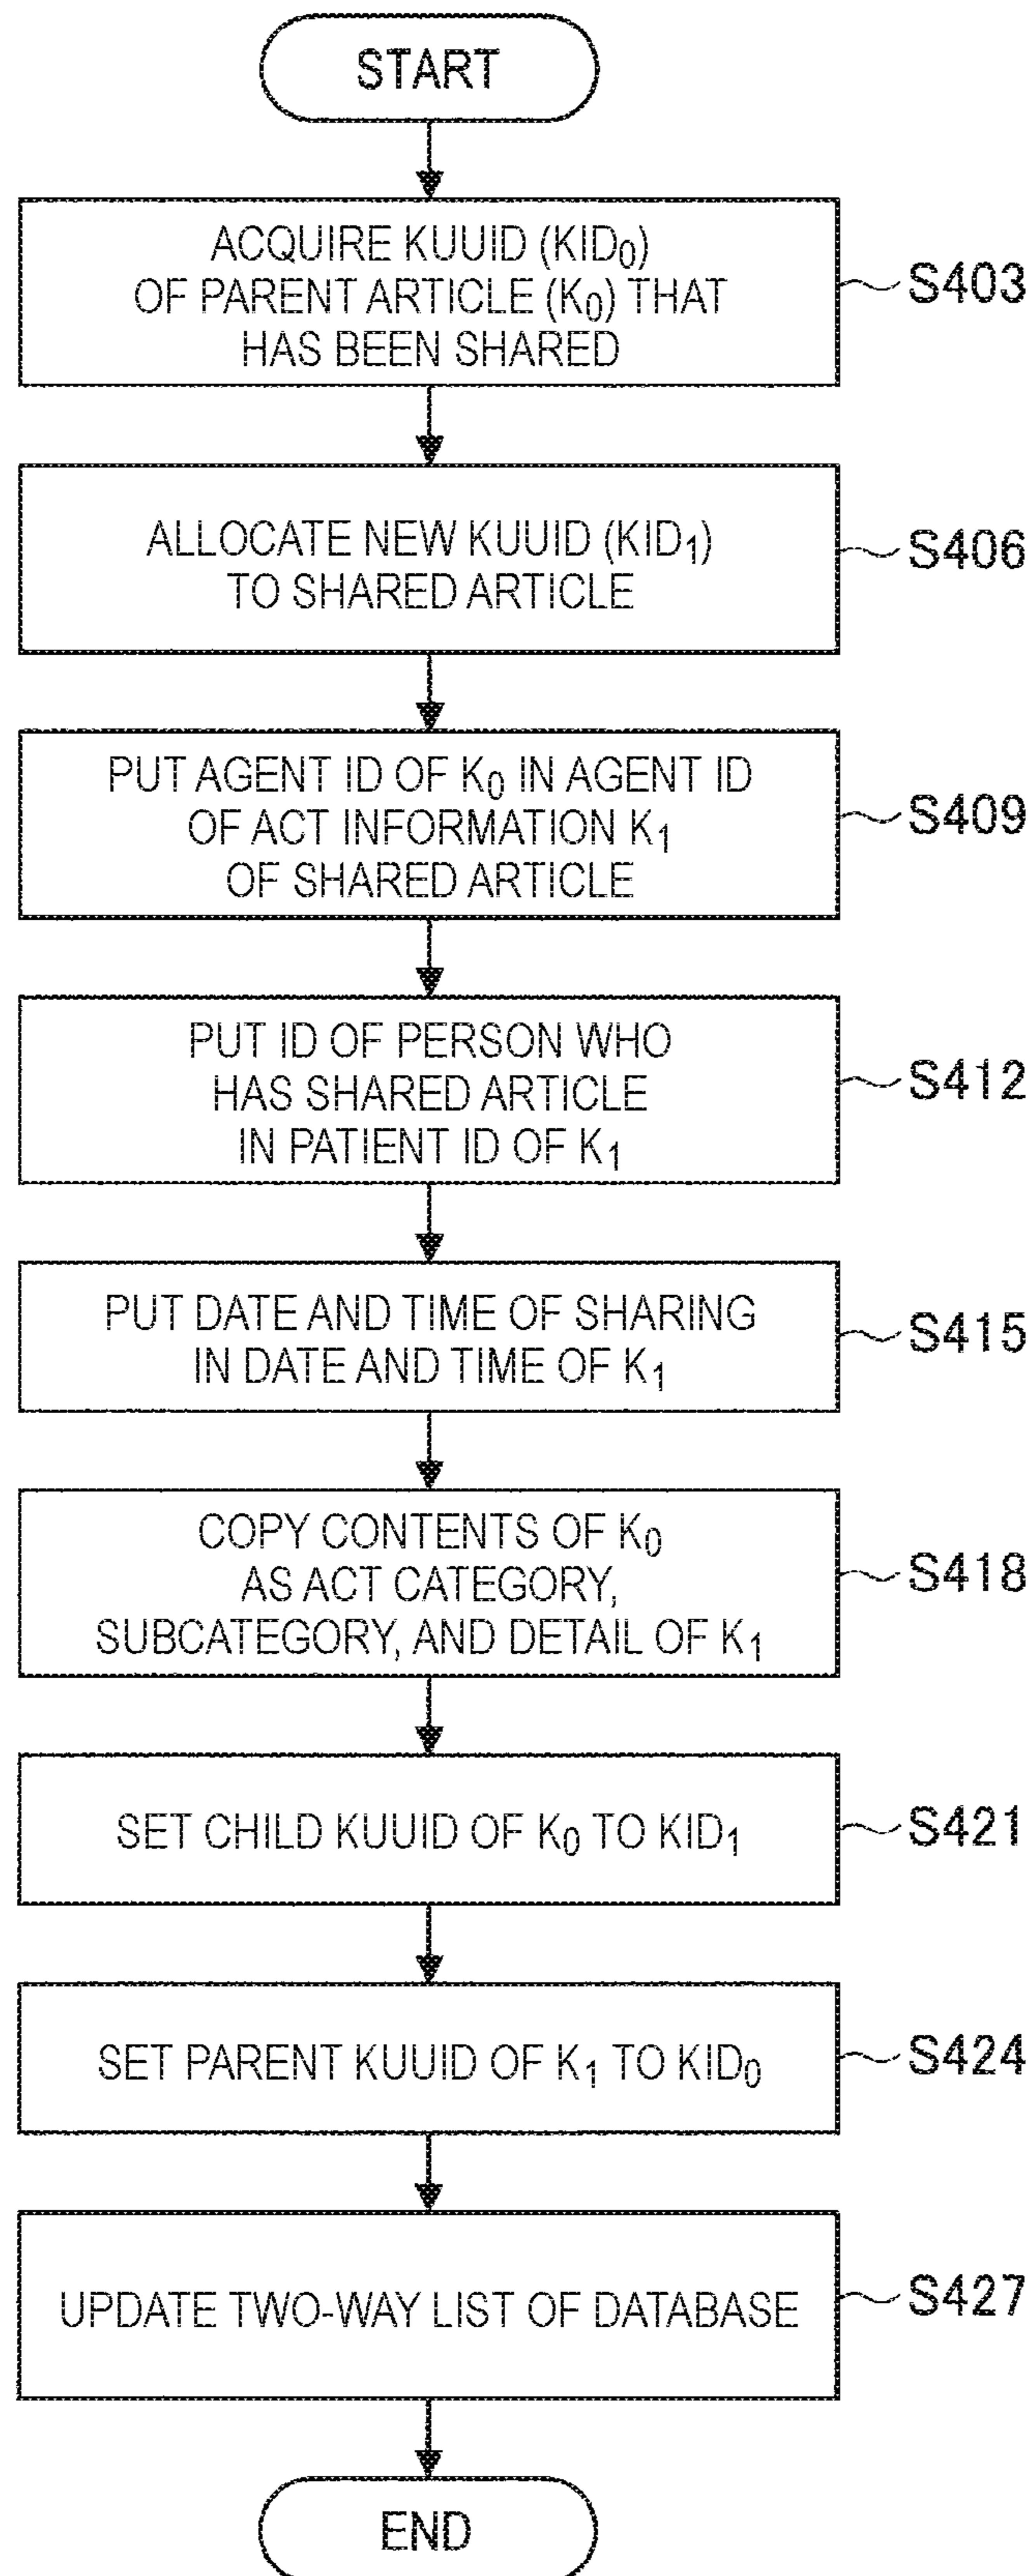 START
ACQUIRE KUUID (KID₀)
OF PARENT ARTICLE (K₀) THAT
HAS BEEN SHARED
S403
ALLOCATE NEW KUUID (KID₁)
TO SHARED ARTICLE
S406
PUT AGENT ID OF K₀ IN AGENT ID
OF ACT INFORMATION K₁
OF SHARED ARTICLE
S409
PUT ID OF PERSON WHO
HAS SHARED ARTICLE
IN PATIENT ID OF K₁
S412
PUT DATE AND TIME OF SHARING
IN DATE AND TIME OF K₁
S415
COPY CONTENTS OF K₀
AS ACT CATEGORY,
SUBCATEGORY, AND DETAIL OF K₁
S418
SET CHILD KUUID OF K₀ TO KID₁
S421
SET PARENT KUUID OF K₁ TO KID₀
S424
UPDATE TWO-WAY LIST OF DATABASE
S427
END